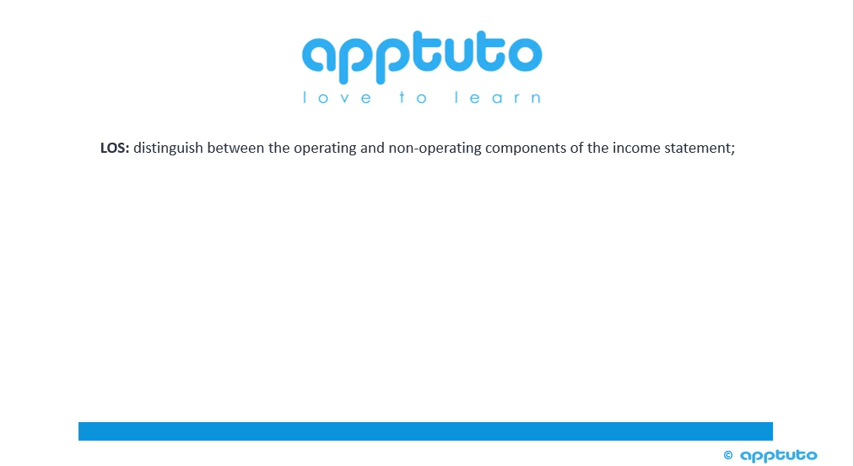 apptuto
love to learn
LOS: distinguish between the operating and non-operating components of the income statement;
© apptuto